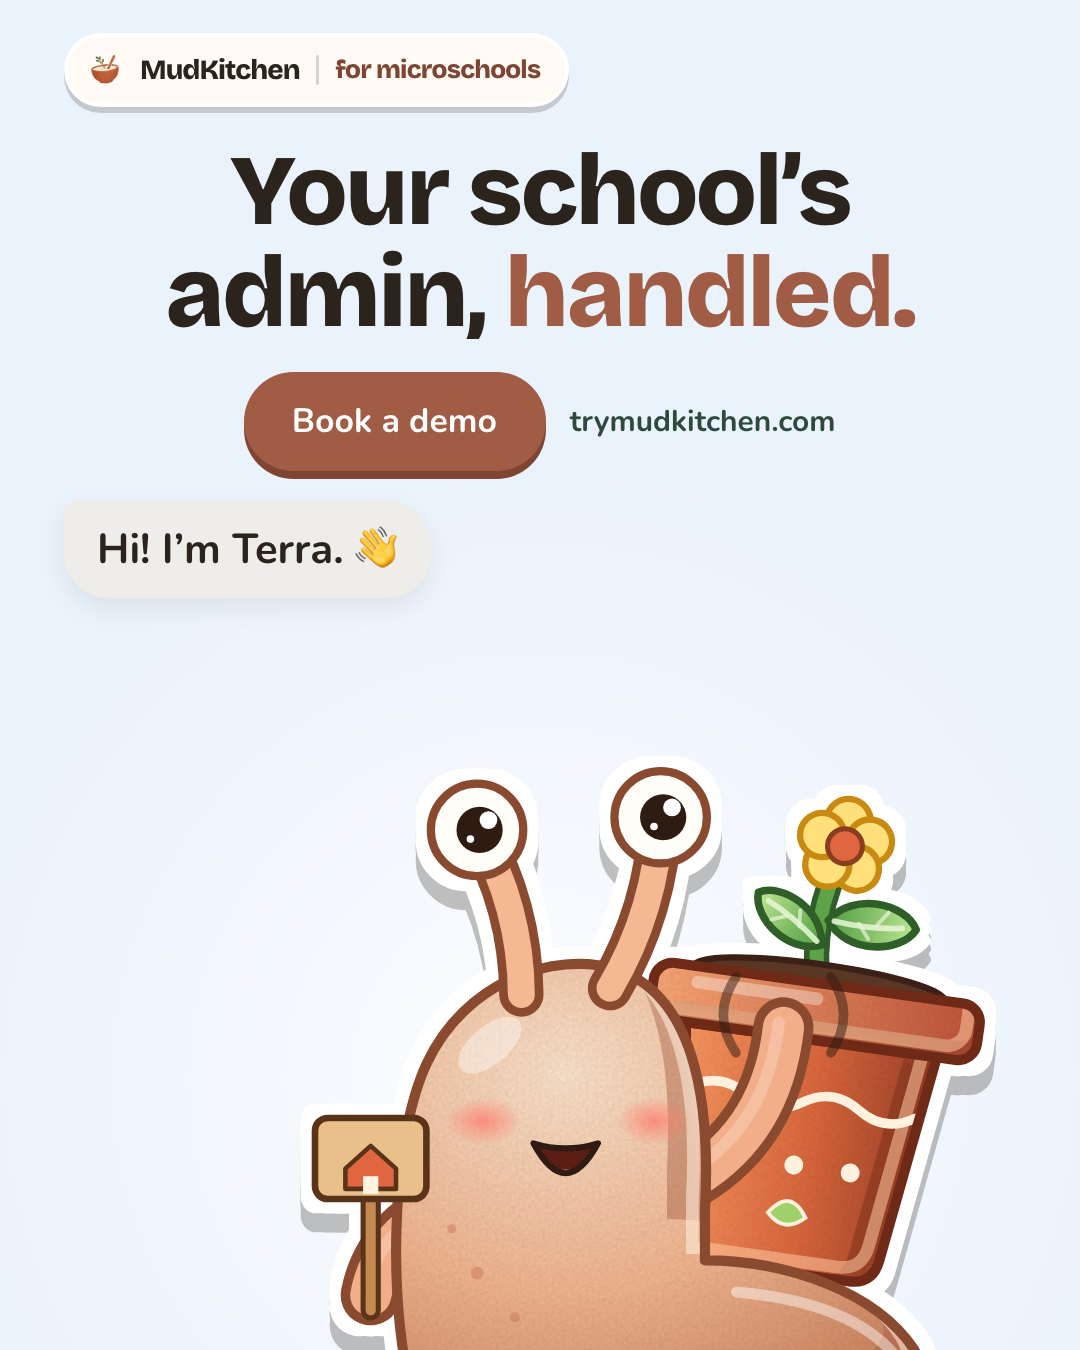 MudKitchen | for microschools
Your school’s
admin, handled.
Book a demo
trymudkitchen.com
Hi! I’m Terra. 👋